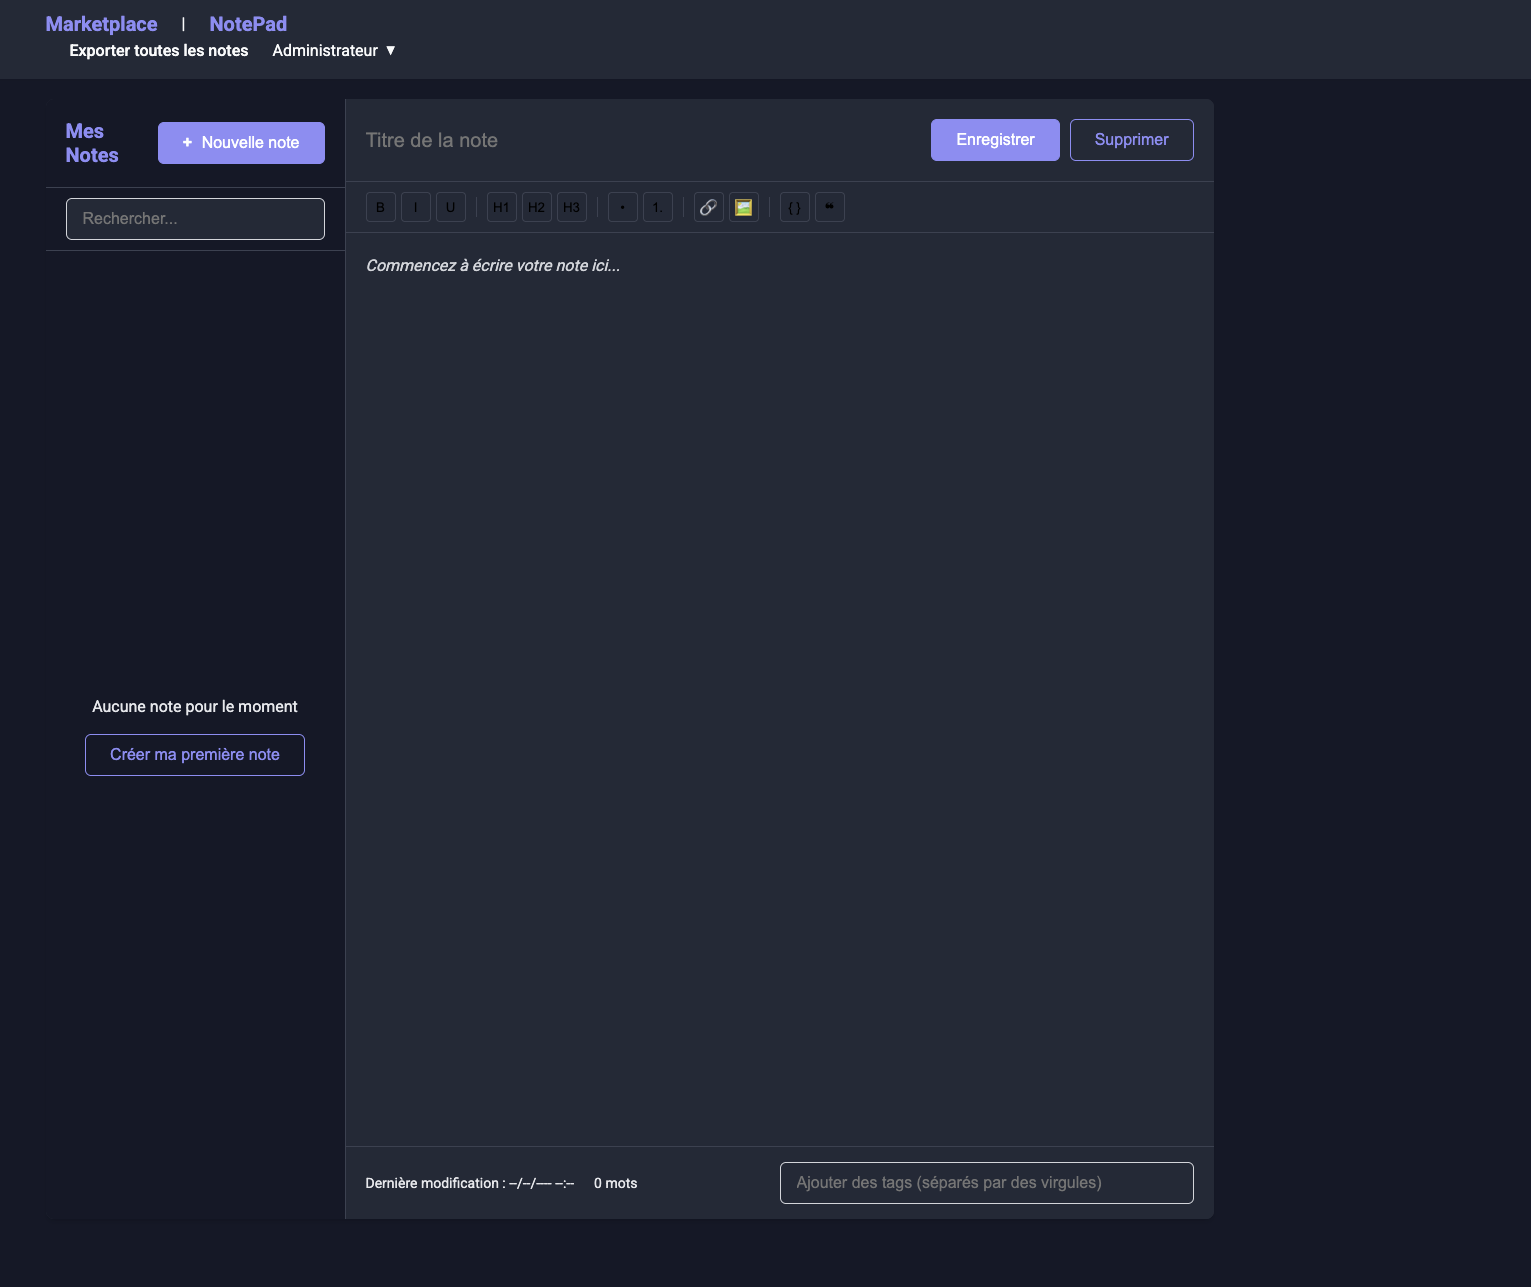 Marketplace | NotePad
Exporter toutes les notes Administrateur ▼
Mes Notes
+ Nouvelle note
Rechercher...
Aucune note pour le moment
Créer ma première note
Titre de la note
Enregistrer Supprimer
B I U H1 H2 H3 • 1. { } ❝
Commencez à écrire votre note ici...
Dernière modification : --/--/---- --:-- 0 mots
Ajouter des tags (séparés par des virgules)